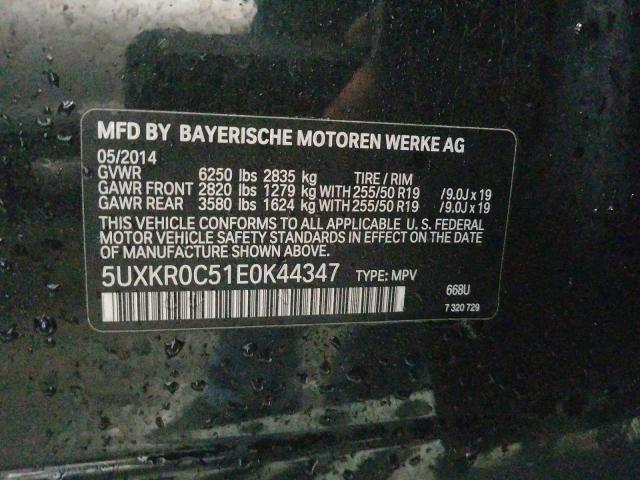 MFD BY BAYERISCHE MOTOREN WERKE AG
05/2014
GVWR 6250 lbs 2835 kg TIRE / RIM
GAWR FRONT 2820 lbs 1279 kg WITH 255/50 R19 /9.0J x 19
GAWR REAR 3580 lbs 1624 kg WITH 255/50 R19 /9.0J x 19
THIS VEHICLE CONFORMS TO ALL APPLICABLE U. S. FEDERAL
MOTOR VEHICLE SAFETY STANDARDS IN EFFECT ON THE DATE
OF MANUFACTURE SHOWN ABOVE.
5UXKR0C51E0K44347 TYPE: MPV
668U
7 320 729